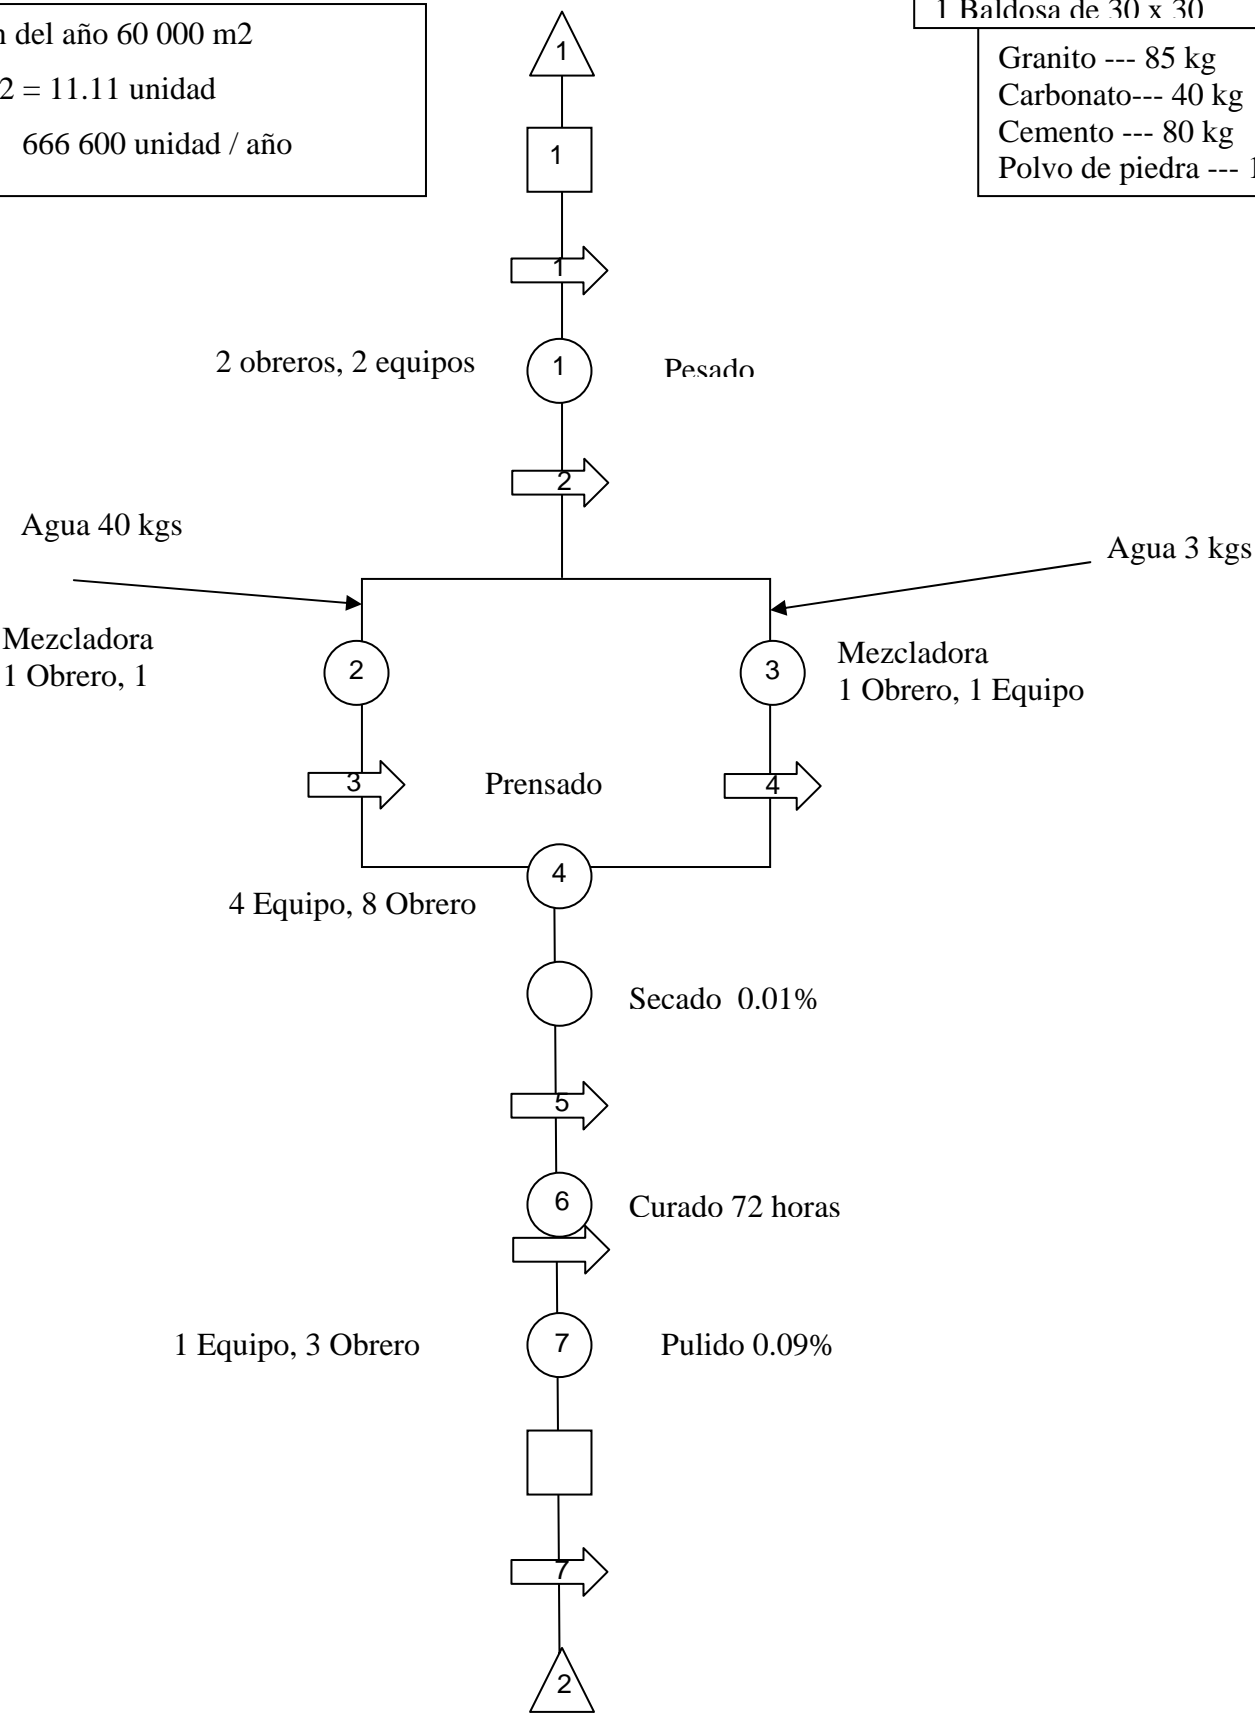 del año 60 000 m2
2 = 11.11 unidad
666 600 unidad / año
1 Baldosa de 30 x 30
Granito --- 85 kg
Carbonato--- 40 kg
Cemento --- 80 kg
Polvo de piedra --- 1
1
1
1
2 obreros, 2 equipos
1
Pesado
2
Agua 40 kgs
Agua 3 kgs
Mezcladora
1 Obrero, 1
2
3
Mezcladora
1 Obrero, 1 Equipo
3
Prensado
4
4
4 Equipo, 8 Obrero
Secado 0.01%
5
6
Curado 72 horas
1 Equipo, 3 Obrero
7
Pulido 0.09%
7
2